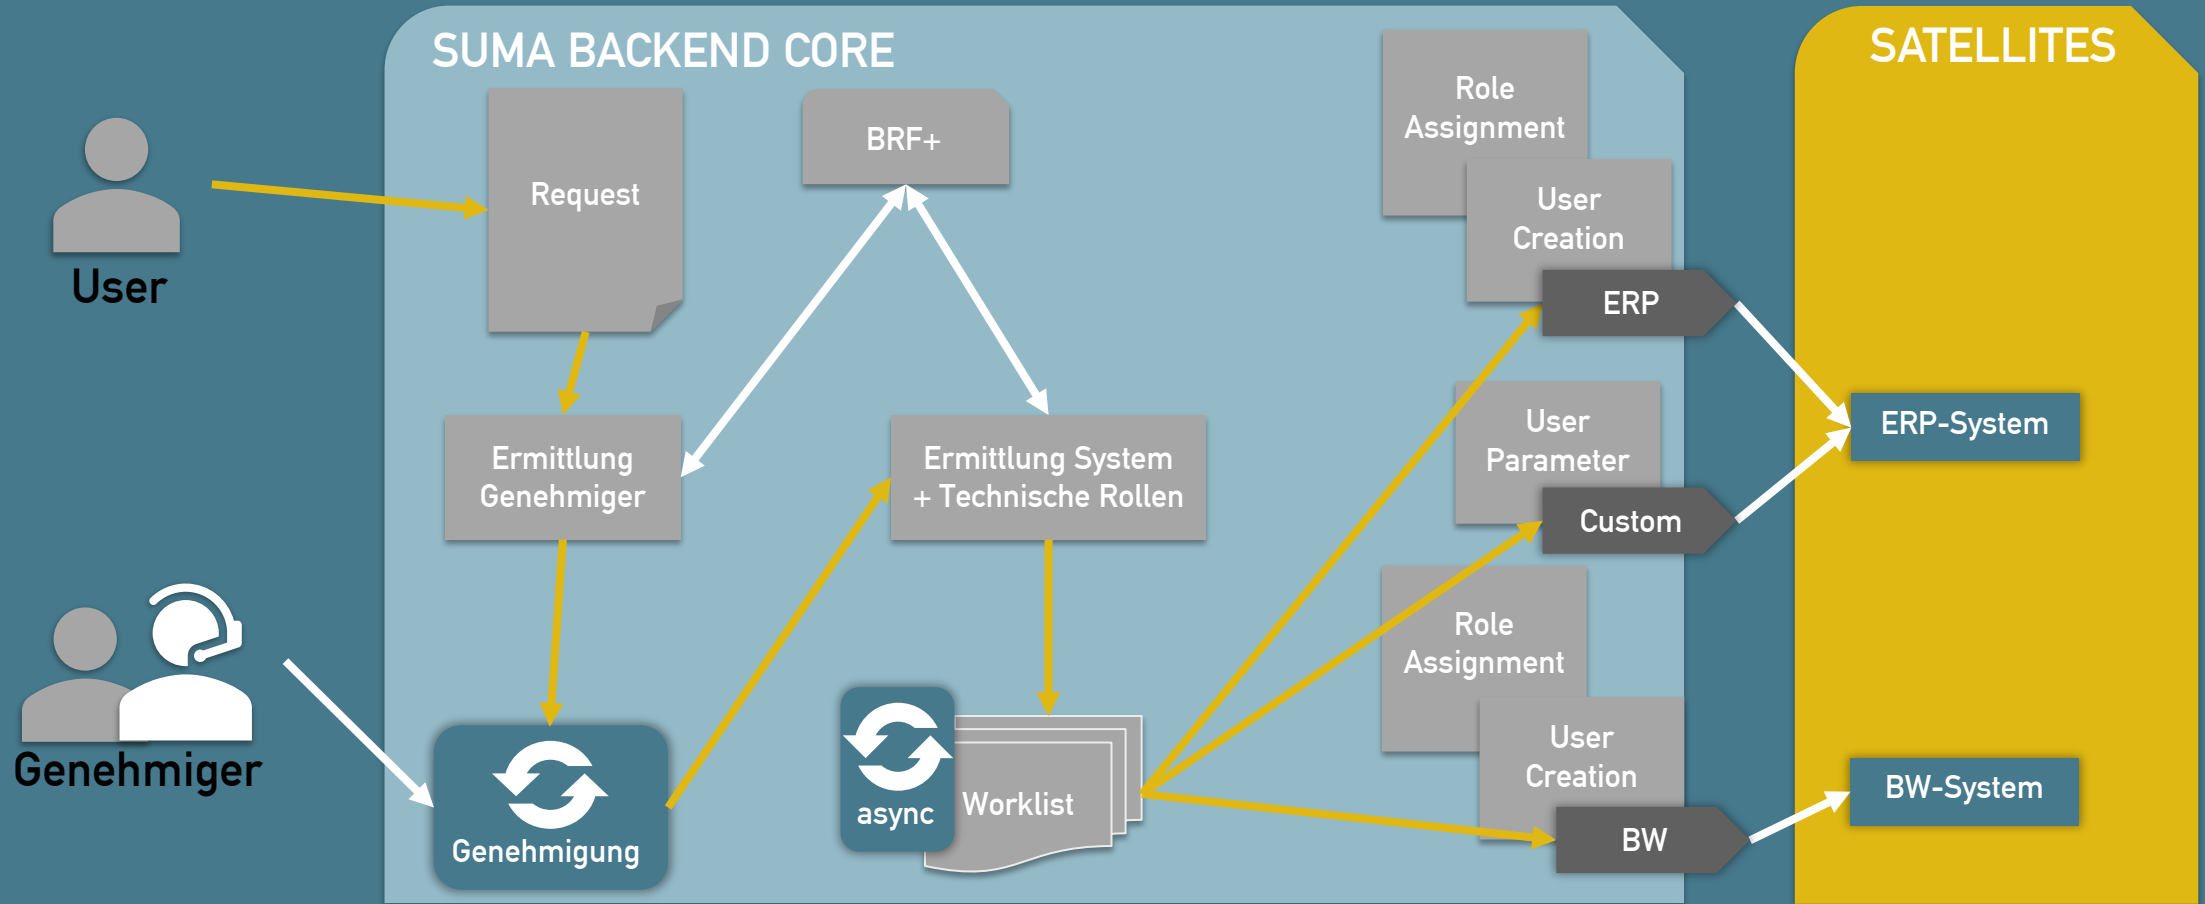 SUMA BACKEND CORE
SATELLITES
User
Request
BRF+
Ermittlung
Genehmiger
Ermittlung System
+ Technische Rollen
Genehmiger
Genehmigung
async
Worklist
Role
Assignment
User
Creation
ERP
User
Parameter
Custom
Role
Assignment
User
Creation
BW
ERP-System
BW-System